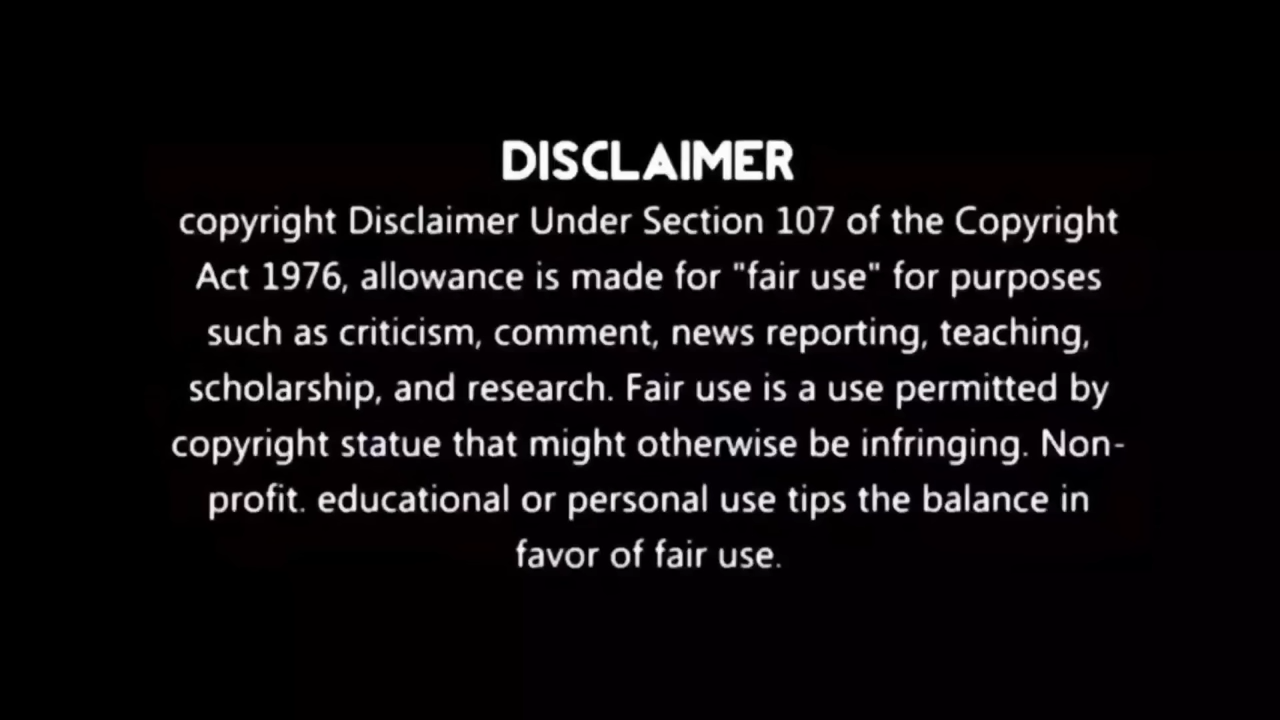 DISCLAIMER
copyright Disclaimer Under Section 107 of the Copyright
Act 1976, allowance is made for "fair use" for purposes
such as criticism, comment, news reporting, teaching,
scholarship, and research. Fair use is a use permitted by
copyright statue that might otherwise be infringing. Non-
profit. educational or personal use tips the balance in
favor of fair use.